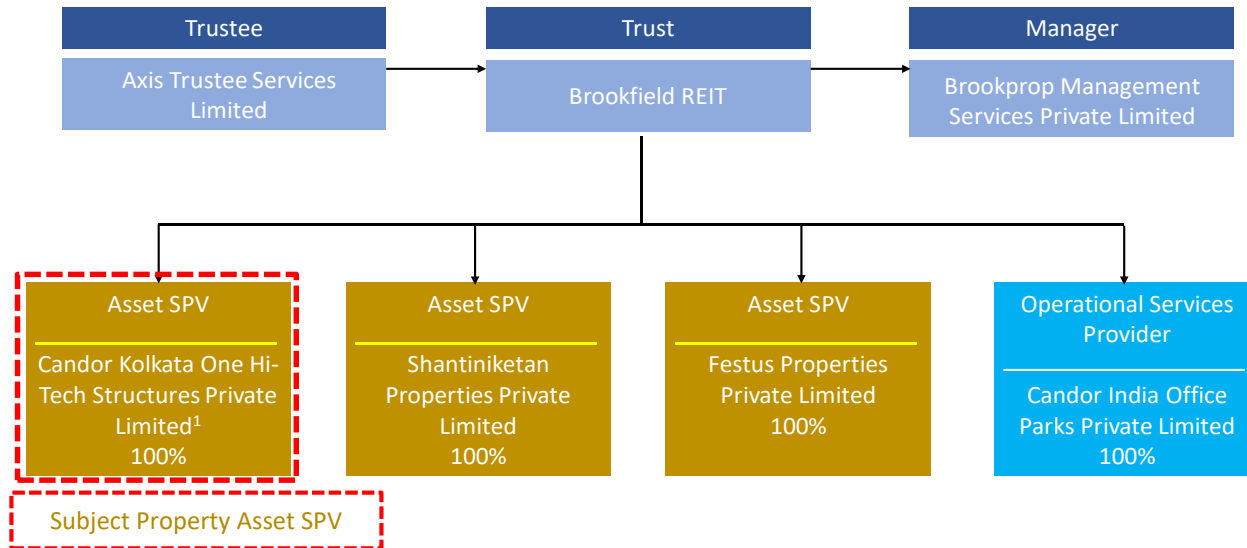 Trustee
Trust
Manager
Axis Trustee Services
Limited
Brookfield REIT
Brookprop Management
Services Private Limited
Asset SPV
Candor Kolkata One Hi-
Tech Structures Private
Limited1
100%
Asset SPV
Shantiniketan
Properties Private
Limited
100%
Asset SPV
Festus Properties
Private Limited
100%
Operational Services
Provider
Candor India Office
Parks Private Limited
100%
Subject Property Asset SPV